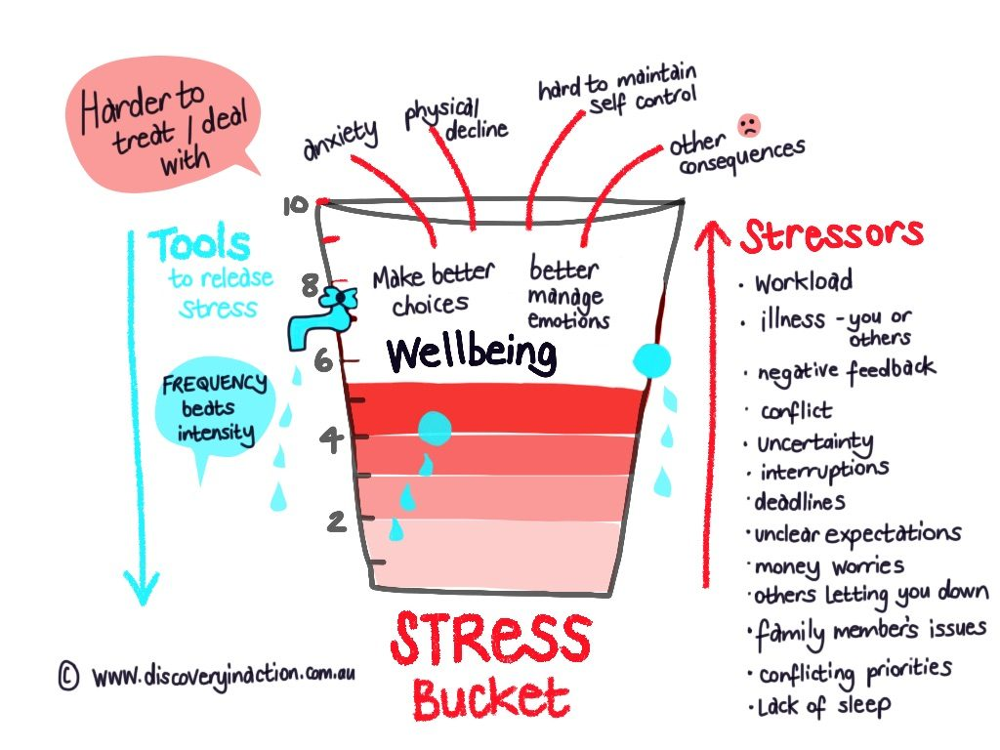 Harder to
treat / deal
with
anxiety
physical
decline
hard to maintain
self control
other
consequences
10
8
6
4
2
Tools
to release
stress
FREQUENCY
beats
intensity
Make better
choices
better
manage
emotions
Wellbeing
Stressors
• Workload
• illness - you or
others
• negative feedback
• conflict
• uncertainty
• interruptions
• deadlines
• unclear expectations
• money worries
• others letting you down
• family member's issues
• conflicting priorities
• Lack of sleep
STRESS
Bucket
© www.discoveryinaction.com.au